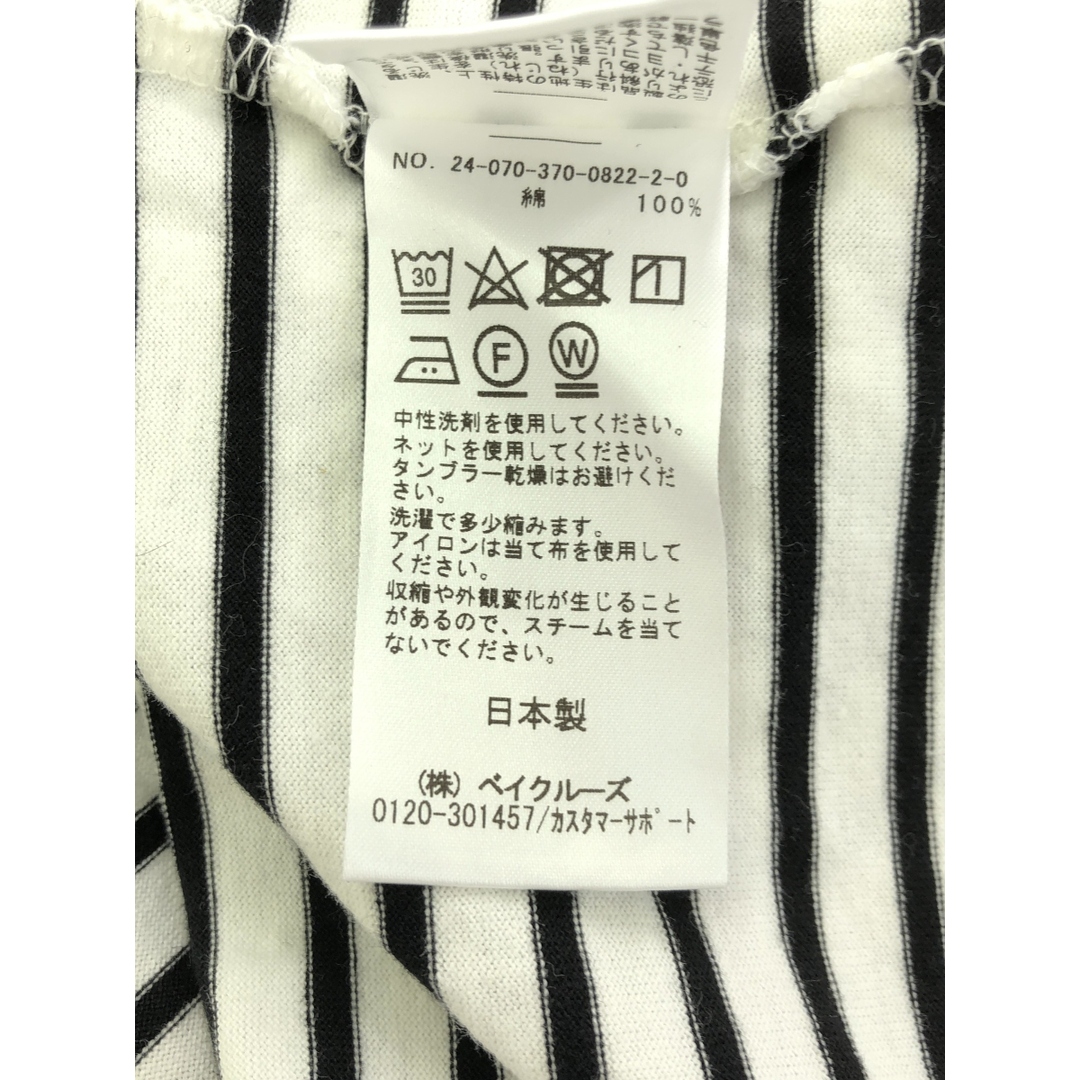 NO. 24-070-370-0822-2-0
綿 100%
30
F W
中性洗剤を使用してください。
ネットを使用してください。
タンブラー乾燥はお避けくだ
さい。
洗濯で多少縮みます。
アイロンは当て布を使用して
ください。
収縮や外観変化が生じること
があるので、スチームを当て
ないでください。
日本製
(株) ベイクルーズ
0120-301457/カスタマーサポート